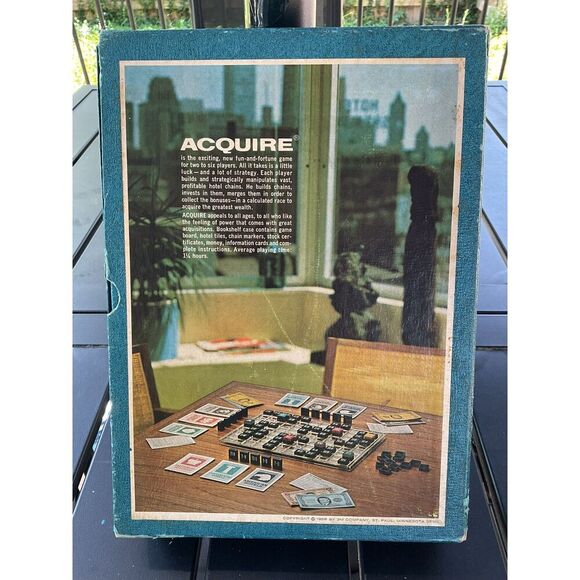 ACQUIRE®
is the exciting, new fun-and-fortune game
for two to six players. All it takes is a little
luck—and a lot of strategy. Each player
builds and strategically manipulates vast,
profitable hotel chains. He builds chains,
invests in them, merges them in order to
collect the bonuses—in a calculated race to
acquire the greatest wealth.
ACQUIRE appeals to all ages, to all who like
the feeling of power that comes with great
acquisitions. Bookshelf case contains game
board, hotel tiles, chain markers, stock cer-
tificates, money, information cards and com-
plete instructions. Average playing time:
1½ hours.
HOTEL
COPYRIGHT © 1968 BY 3M COMPANY, ST. PAUL, MINNESOTA